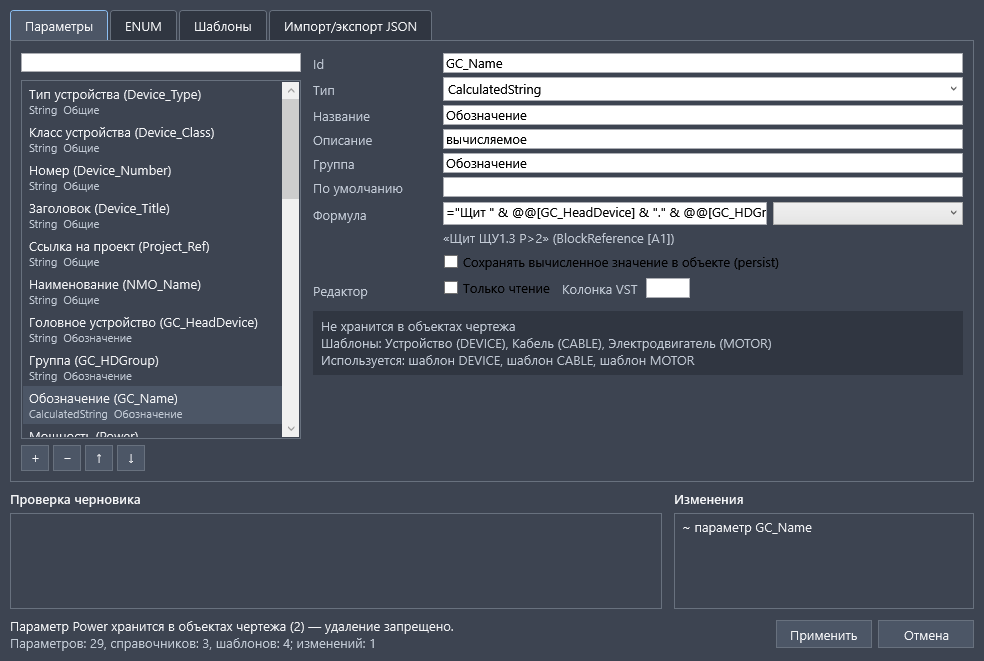 Параметры
ENUM
Шаблоны
Импорт/экспорт JSON
Тип устройства (Device_Type)
String Общие
Класс устройства (Device_Class)
String Общие
Номер (Device_Number)
String Общие
Заголовок (Device_Title)
String Общие
Ссылка на проект (Project_Ref)
String Общие
Наименование (NMO_Name)
String Общие
Головное устройство (GC_HeadDevice)
String Обозначение
Группа (GC_HDGroup)
String Обозначение
Обозначение (GC_Name)
CalculatedString Обозначение
Мощность (Power)
+
−
↑
↓
Id
GC_Name
Тип
CalculatedString
Название
Обозначение
Описание
вычисляемое
Группа
Обозначение
По умолчанию
Формула
="Щит " & @@[GC_HeadDevice] & "." & @@[GC_HDGr
«Щит ЩУ1.3 P>2» (BlockReference [A1])
Сохранять вычисленное значение в объекте (persist)
Редактор
Только чтение
Колонка VST
Не хранится в объектах чертежа
Шаблоны: Устройство (DEVICE), Кабель (CABLE), Электродвигатель (MOTOR)
Используется: шаблон DEVICE, шаблон CABLE, шаблон MOTOR
Проверка черновика
Изменения
~ параметр GC_Name
Параметр Power хранится в объектах чертежа (2) — удаление запрещено.
Параметров: 29, справочников: 3, шаблонов: 4; изменений: 1
Применить
Отмена